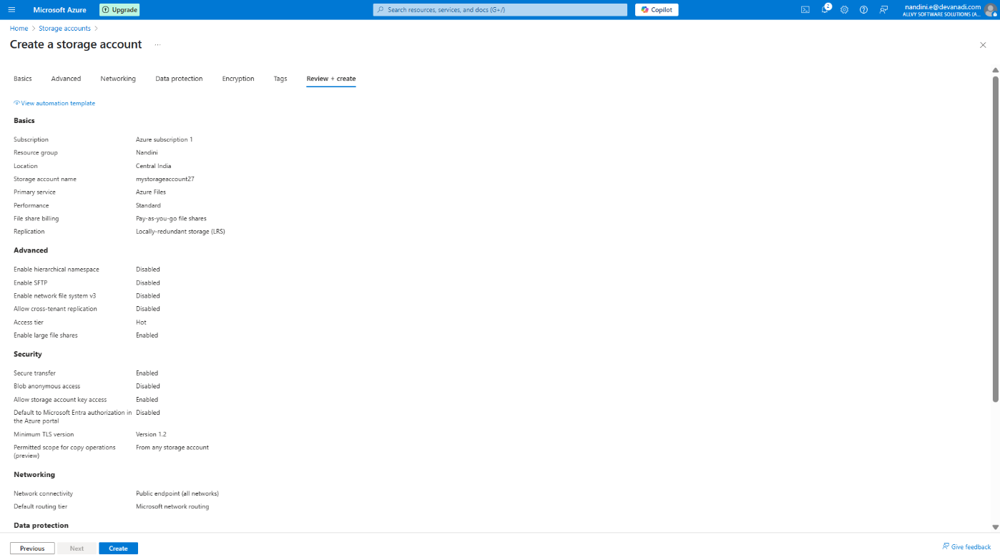 Microsoft Azure
Upgrade
Search resources, services, and docs (G+/)
Copilot
2
nandini.e@devanadi.com
ALLVY SOFTWARE SOLUTIONS (A...
Home > Storage accounts >
Create a storage account ...
Basics Advanced Networking Data protection Encryption Tags Review + create
View automation template
Basics
Subscription Azure subscription 1
Resource group Nandini
Location Central India
Storage account name mystorageaccount27
Primary service Azure Files
Performance Standard
File share billing Pay-as-you-go file shares
Replication Locally-redundant storage (LRS)
Advanced
Enable hierarchical namespace Disabled
Enable SFTP Disabled
Enable network file system v3 Disabled
Allow cross-tenant replication Disabled
Access tier Hot
Enable large file shares Enabled
Security
Secure transfer Enabled
Blob anonymous access Disabled
Allow storage account key access Enabled
Default to Microsoft Entra authorization in Disabled
the Azure portal
Minimum TLS version Version 1.2
Permitted scope for copy operations From any storage account
(preview)
Networking
Network connectivity Public endpoint (all networks)
Default routing tier Microsoft network routing
Data protection
Previous Next Create
Give feedback